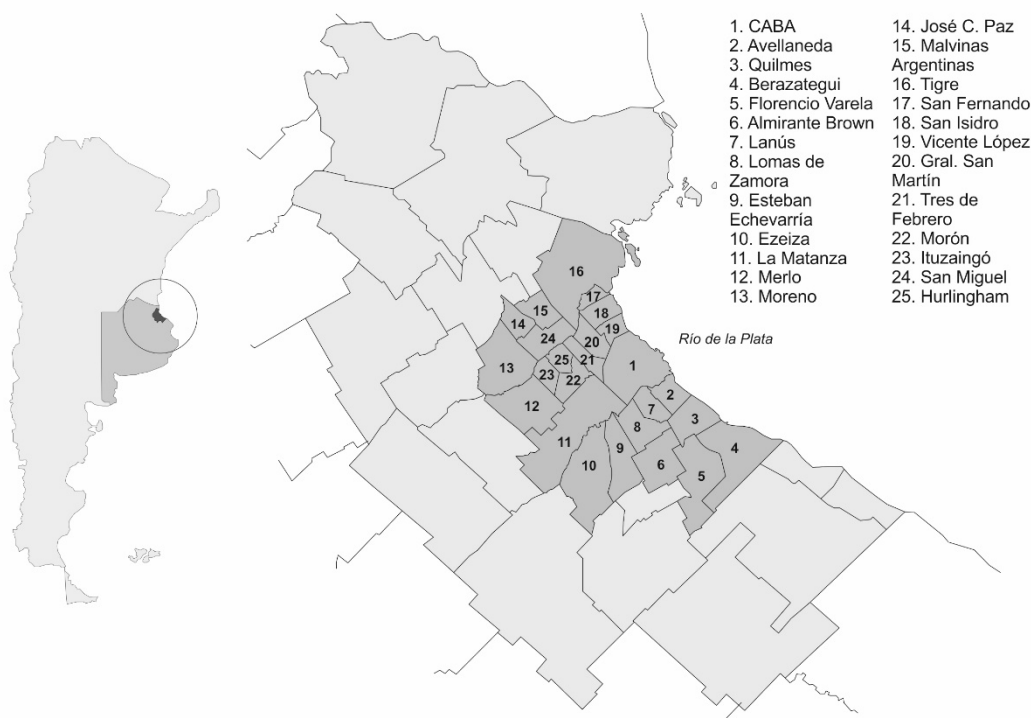 1. CABA
2. Avellaneda
3. Quilmes
4. Berazategui
5. Florencio Varela
6. Almirante Brown
7. Lanús
8. Lomas de
Zamora
9. Esteban
Echevarría
10. Ezeiza
11. La Matanza
12. Merlo
13. Moreno
14. José C. Paz
15. Malvinas
Argentinas
16. Tigre
17. San Fernando
18. San Isidro
19. Vicente López
20. Gral. San
Martín
21. Tres de
Febrero
22. Morón
23. Ituzaingó
24. San Miguel
25. Hurlingham
16
17
15
18
14
19
24
20
Río de la Plata
25
21
13
23
22
1
2
12
7
3
8
11
9
4
10
6
5